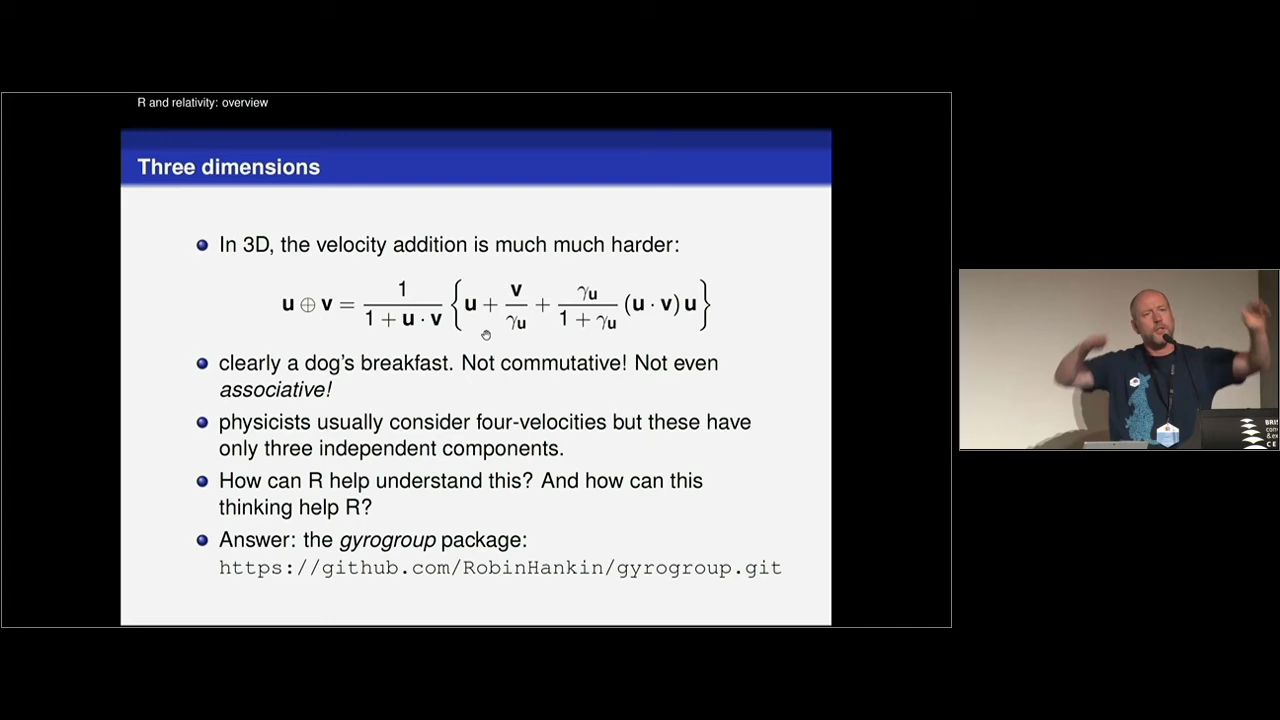 R and relativity: overview
Three dimensions
In 3D, the velocity addition is much much harder:
u ⊕ v = 1/(1 + u · v) {u + v/γu + γu/(1 + γu) (u · v) u}
clearly a dog's breakfast. Not commutative! Not even
associative!
physicists usually consider four-velocities but these have
only three independent components.
How can R help understand this? And how can this
thinking help R?
Answer: the gyrogroup package:
https://github.com/RobinHankin/gyrogroup.git